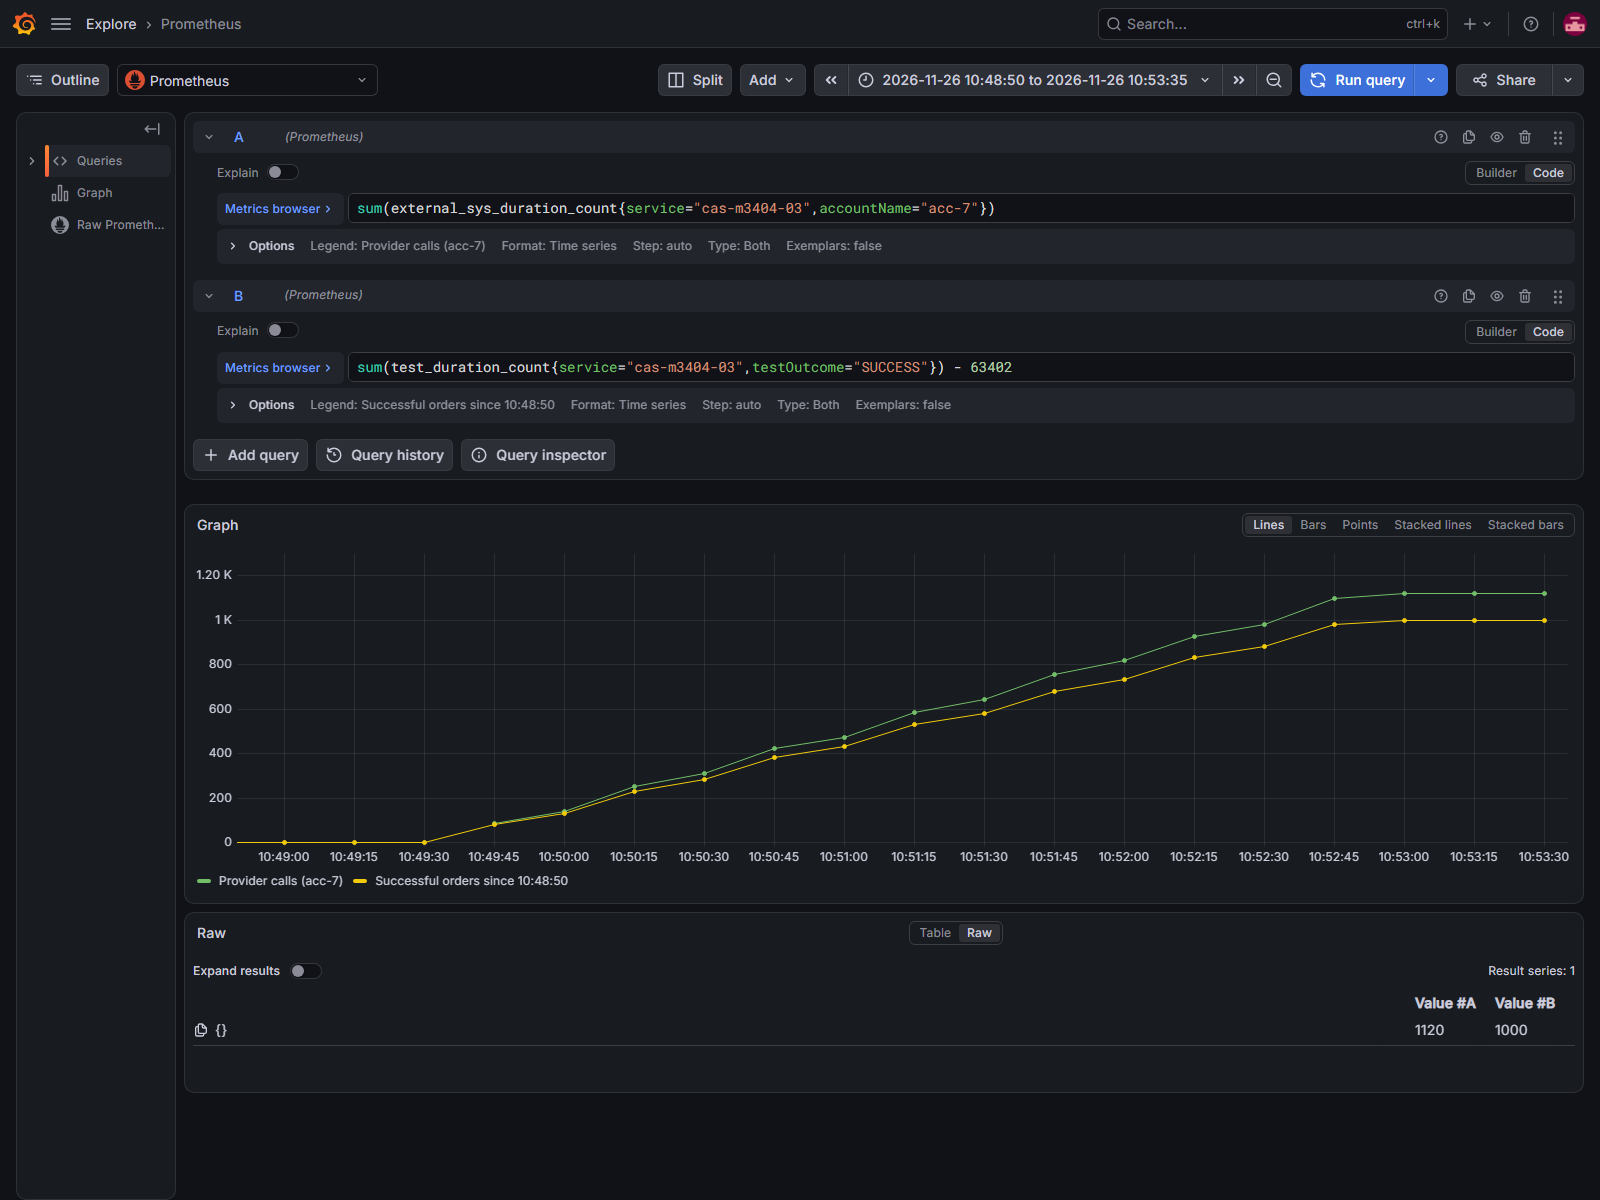 Explore › Prometheus
Search... ctrl+k
Outline
Prometheus
Split
Add
2026-11-26 10:48:50 to 2026-11-26 10:53:35
Run query
Share
Queries
Graph
Raw Prometh...
A (Prometheus)
Explain
Builder Code
Metrics browser › sum(external_sys_duration_count{service="cas-m3404-03",accountName="acc-7"})
Options Legend: Provider calls (acc-7) Format: Time series Step: auto Type: Both Exemplars: false
B (Prometheus)
Explain
Builder Code
Metrics browser › sum(test_duration_count{service="cas-m3404-03",testOutcome="SUCCESS"}) - 63402
Options Legend: Successful orders since 10:48:50 Format: Time series Step: auto Type: Both Exemplars: false
+ Add query
Query history
Query inspector
Graph
Lines Bars Points Stacked lines Stacked bars
1.20 K
1 K
800
600
400
200
0
10:49:00 10:49:15 10:49:30 10:49:45 10:50:00 10:50:15 10:50:30 10:50:45 10:51:00 10:51:15 10:51:30 10:51:45 10:52:00 10:52:15 10:52:30 10:52:45 10:53:00 10:53:15 10:53:30
Provider calls (acc-7) Successful orders since 10:48:50
Raw
Table Raw
Expand results
Result series: 1
Value #A Value #B
{} 1120 1000